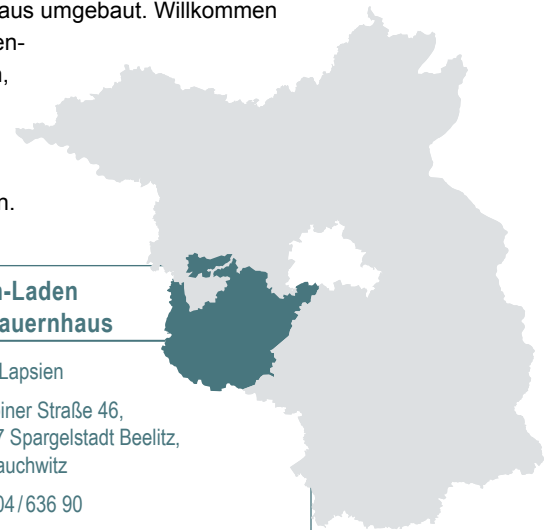 aus umgebaut. Willkommen
en-
n.
-Laden
auernhaus
Lapsien
iner Straße 46,
7 Spargelstadt Beelitz,
auchwitz
04 / 636 90